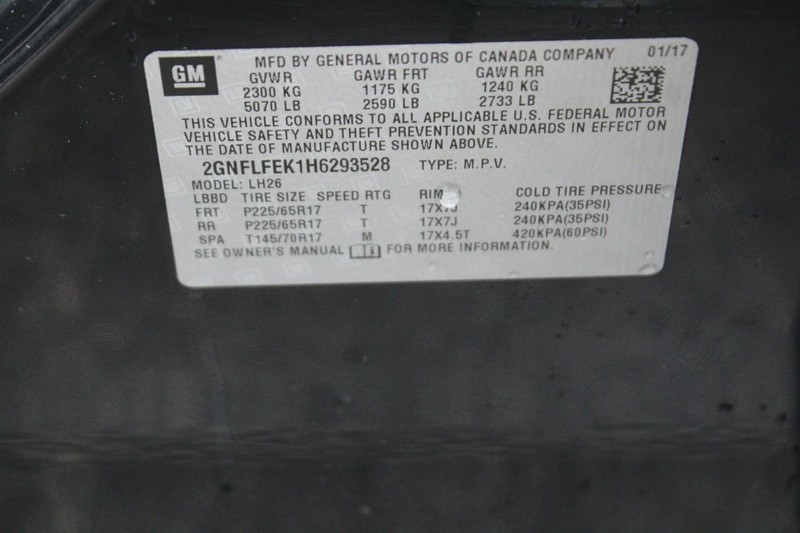 GM
MFD BY GENERAL MOTORS OF CANADA COMPANY 01/17
GVWR GAWR FRT GAWR RR
2300 KG 1175 KG 1240 KG
5070 LB 2590 LB 2733 LB
THIS VEHICLE CONFORMS TO ALL APPLICABLE U.S. FEDERAL MOTOR
VEHICLE SAFETY AND THEFT PREVENTION STANDARDS IN EFFECT ON
THE DATE OF MANUFACTURE SHOWN ABOVE.
2GNFLFEK1H6293528 TYPE: M.P.V.
MODEL: LH26
LBBD TIRE SIZE SPEED RTG RIM COLD TIRE PRESSURE
FRT P225/65R17 T 17X7J 240KPA(35PSI)
RR P225/65R17 T 17X7J 240KPA(35PSI)
SPA T145/70R17 M 17X4.5T 420KPA(60PSI)
SEE OWNER'S MANUAL FOR MORE INFORMATION.